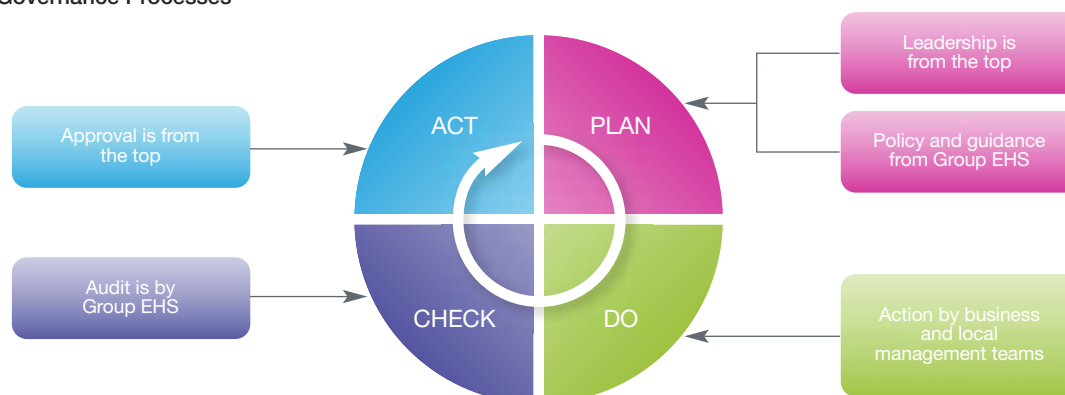 Governance Processes
Leadership is
from the top
ACT
PLAN
Approval is from
the top
Policy and guidance
from Group EHS
Audit is by
Group EHS
CHECK
DO
Action by business
and local
management teams